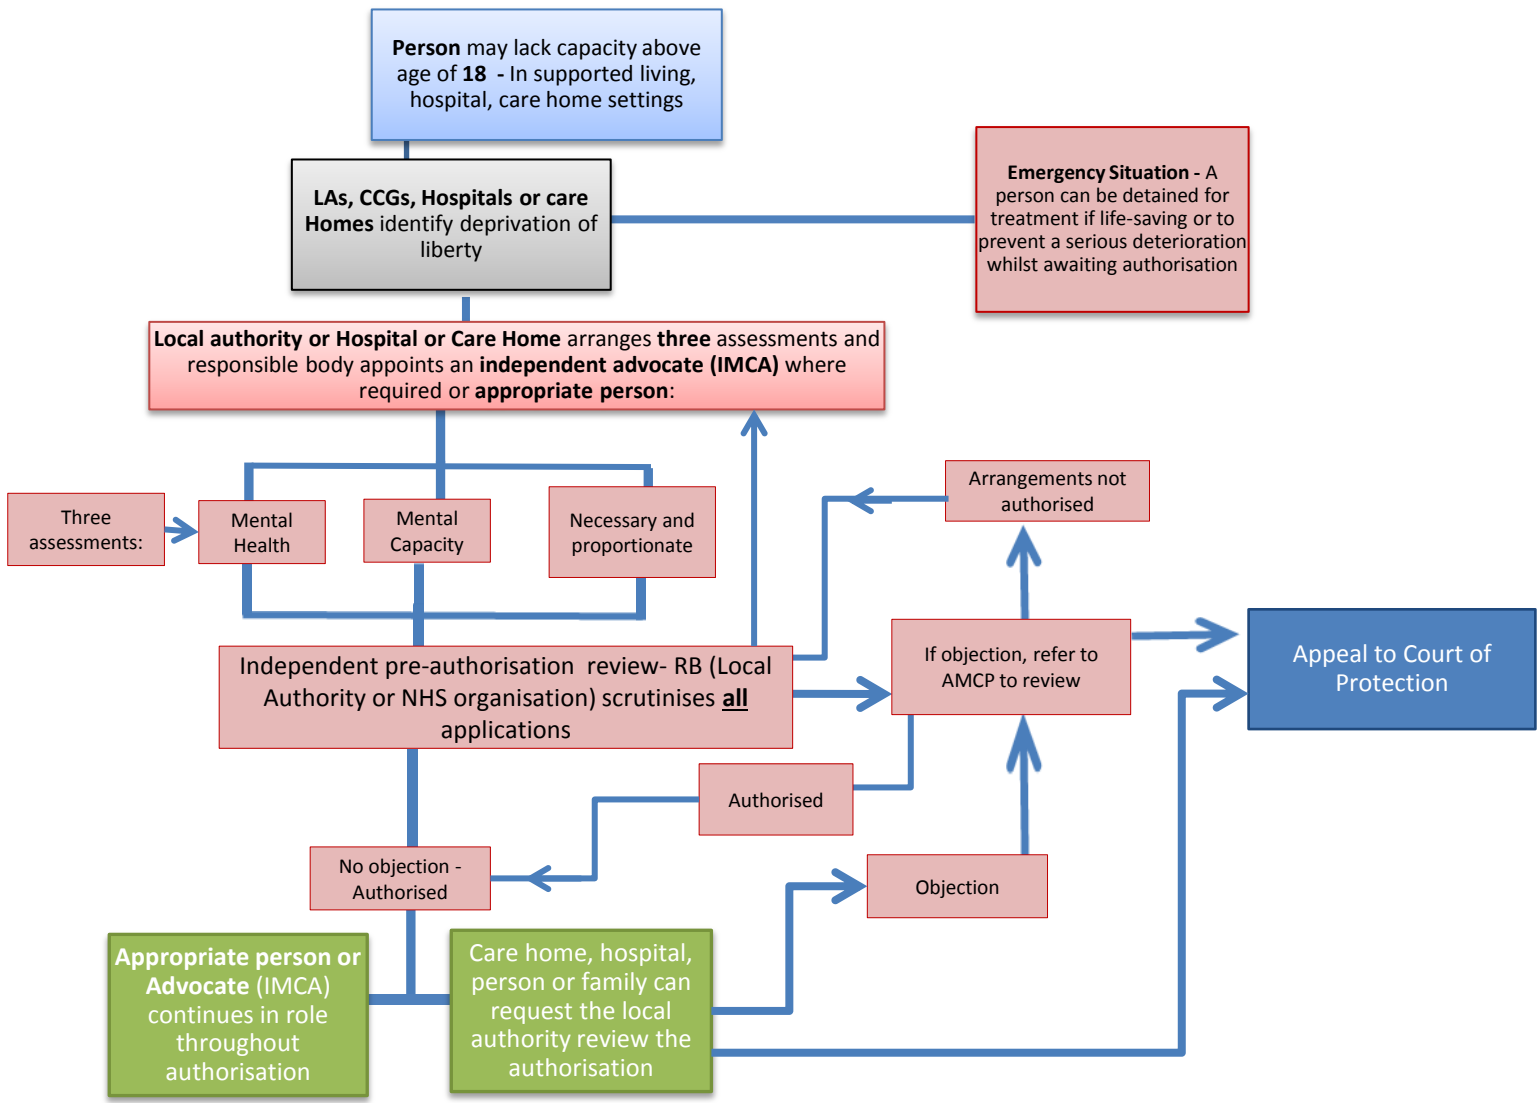 Person may lack capacity above
age of 18 - In supported living,
hospital, care home settings
LAs, CCGs, Hospitals or care
Homes identify deprivation of
liberty
Emergency Situation - A
person can be detained for
treatment if life-saving or to
prevent a serious deterioration
whilst awaiting authorisation
Local authority or Hospital or Care Home arranges three assessments and
responsible body appoints an independent advocate (IMCA) where
required or appropriate person:
Three
assessments:
Mental
Health
Mental
Capacity
Necessary and
proportionate
Arrangements not
authorised
Independent pre-authorisation review- RB (Local
Authority or NHS organisation) scrutinises all
applications
If objection, refer to
AMCP to review
Appeal to Court of
Protection
Authorised
No objection -
Authorised
Objection
Appropriate person or
Advocate (IMCA)
continues in role
throughout
authorisation
Care home, hospital,
person or family can
request the local
authority review the
authorisation